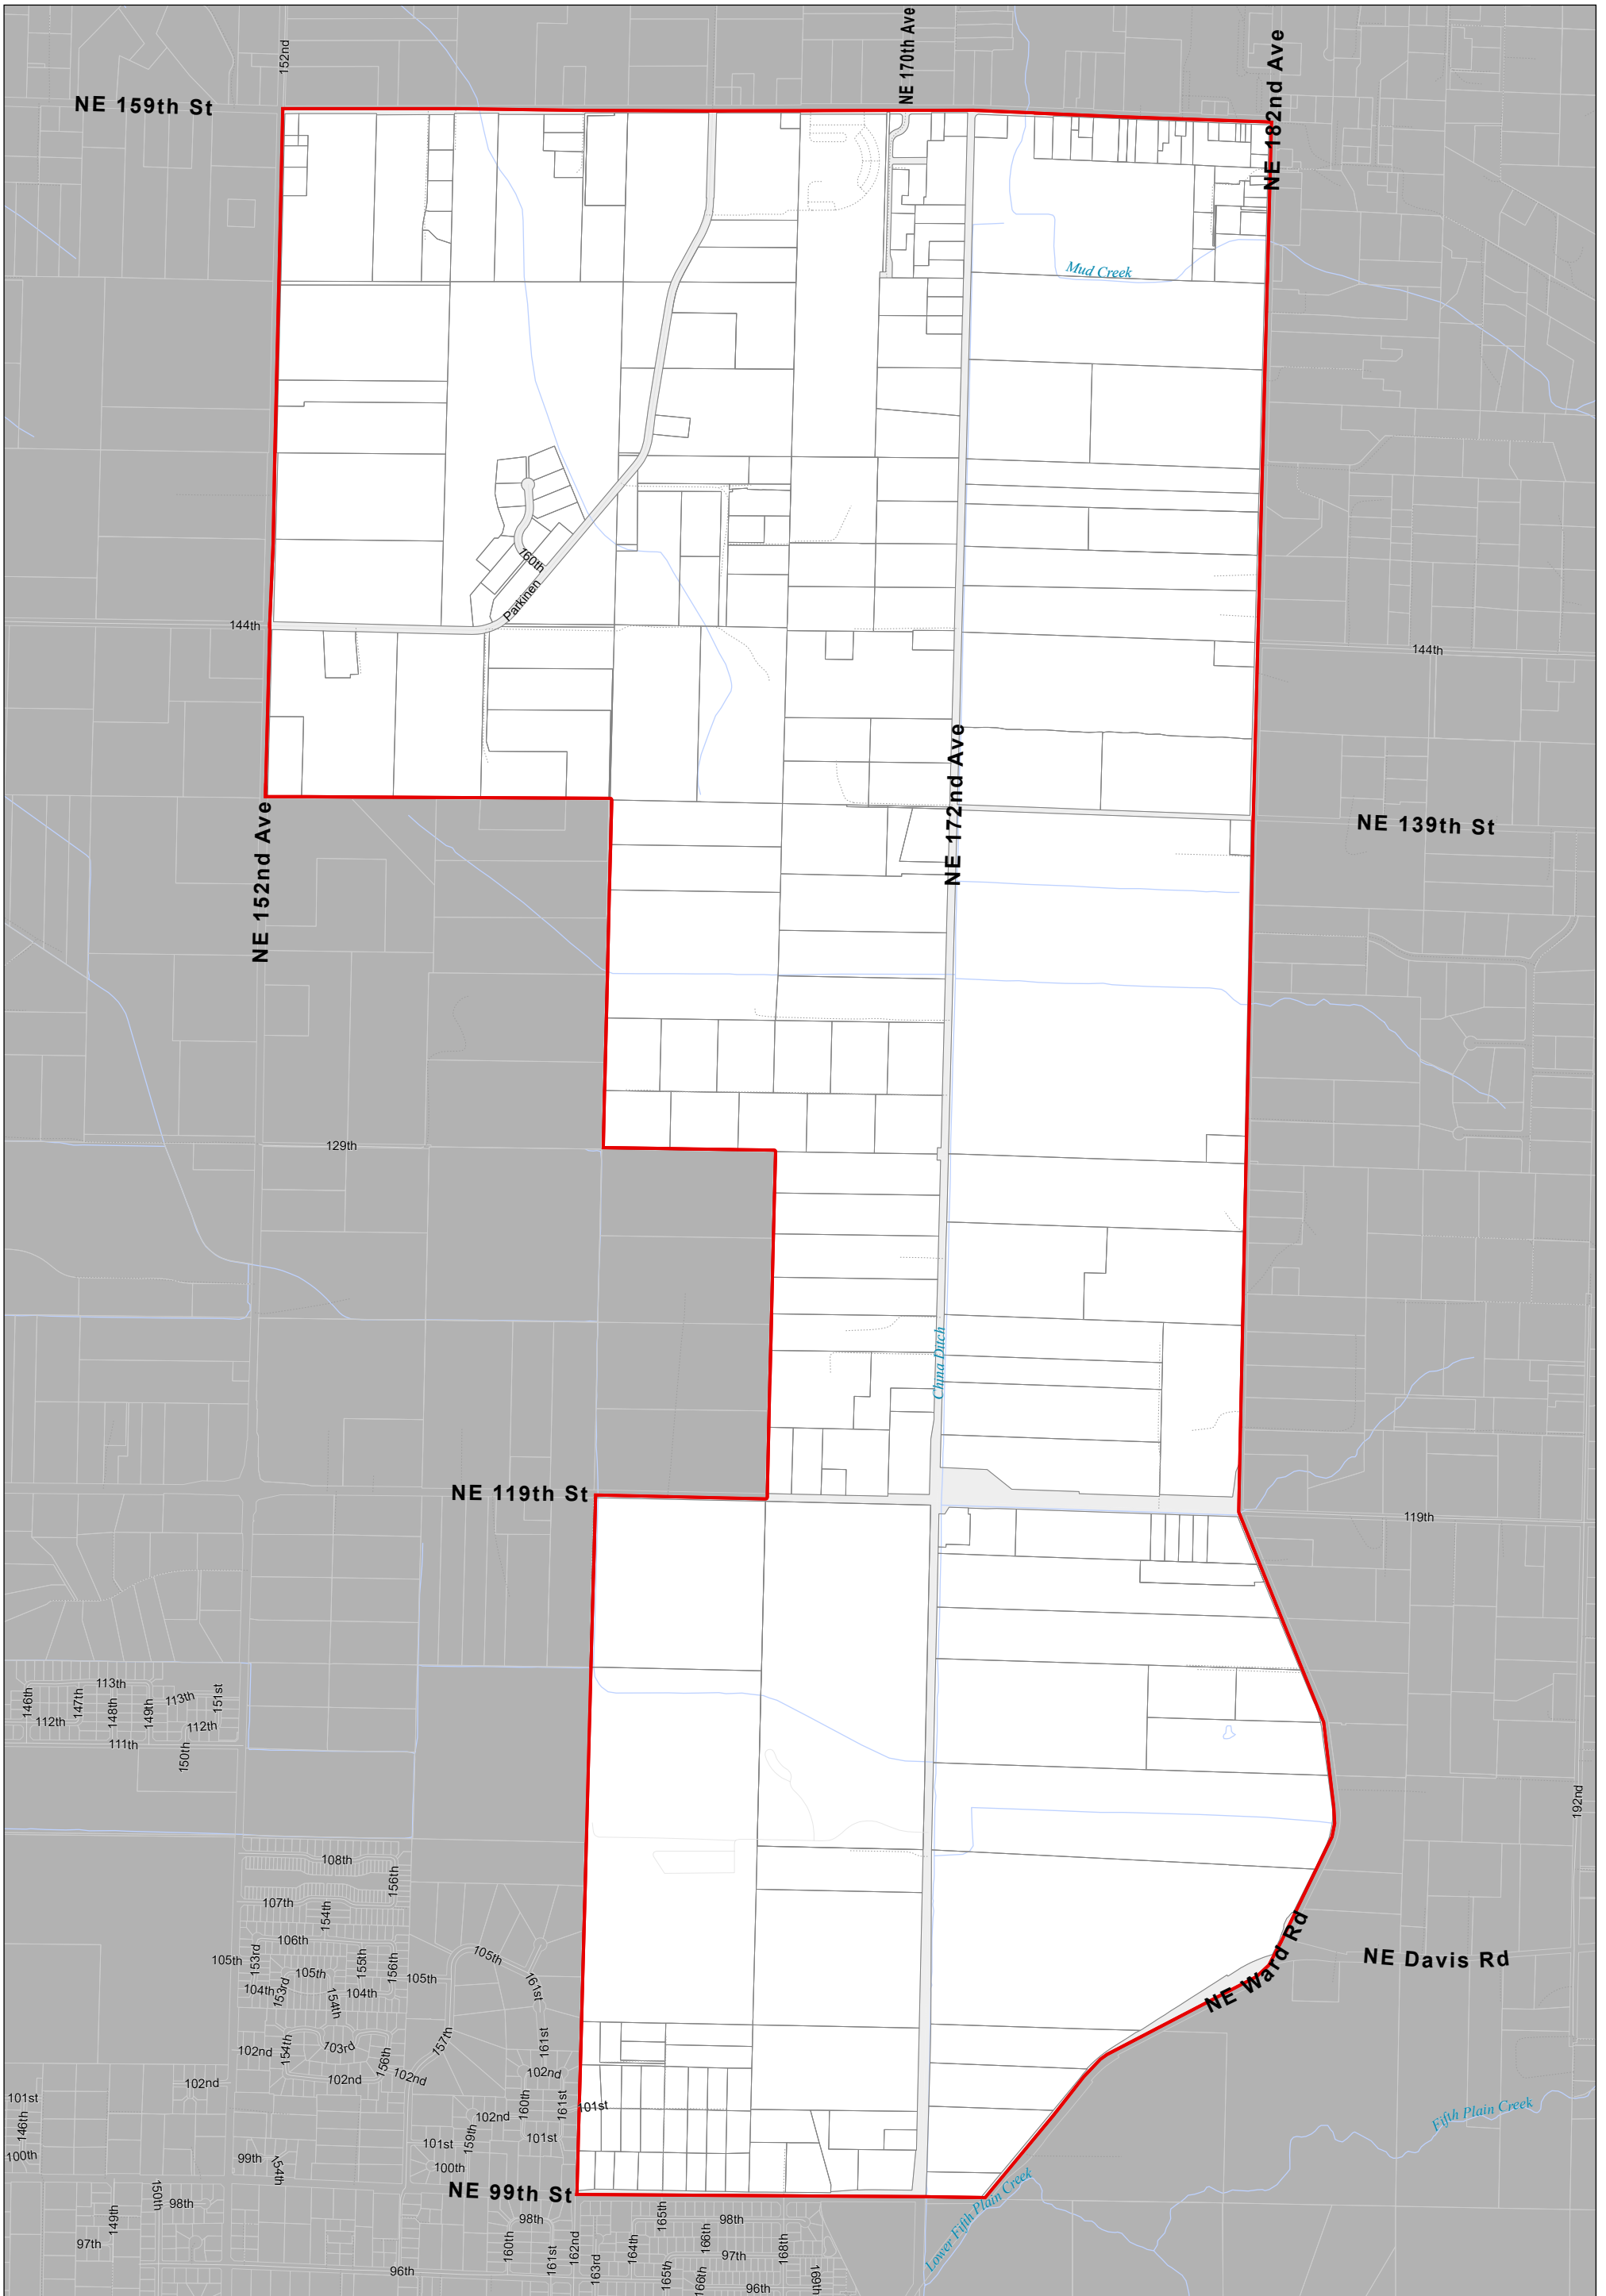 152nd
NE 170th Ave
NE 182nd Ave
NE 159th St
Mud Creek
160th
Parkinen
144th
144th
NE 172nd Ave
NE 152nd Ave
NE 139th St
129th
China Ditch
NE 119th St
119th
113th
113th
151st
146th
147th
148th
149th
112th
112th
111th
150th
192nd
108th
156th
107th
154th
106th
105th
153rd
105th
155th
156th
105th
105th
161st
104th
153rd
154th
104th
NE Ward Rd
NE Davis Rd
102nd
154th
103rd
156th
157th
161st
102nd
102nd
102nd
102nd
101st
146th
100th
160th
161st
101st
102nd
159th
101st
101st
100th
99th
154th
Fifth Plain Creek
NE 99th St
Lower Fifth Plain Creek
150th
98th
149th
97th
98th
160th
161st
162nd
163rd
164th
165th
98th
166th
97th
168th
165th
166th
96th
169th
96th